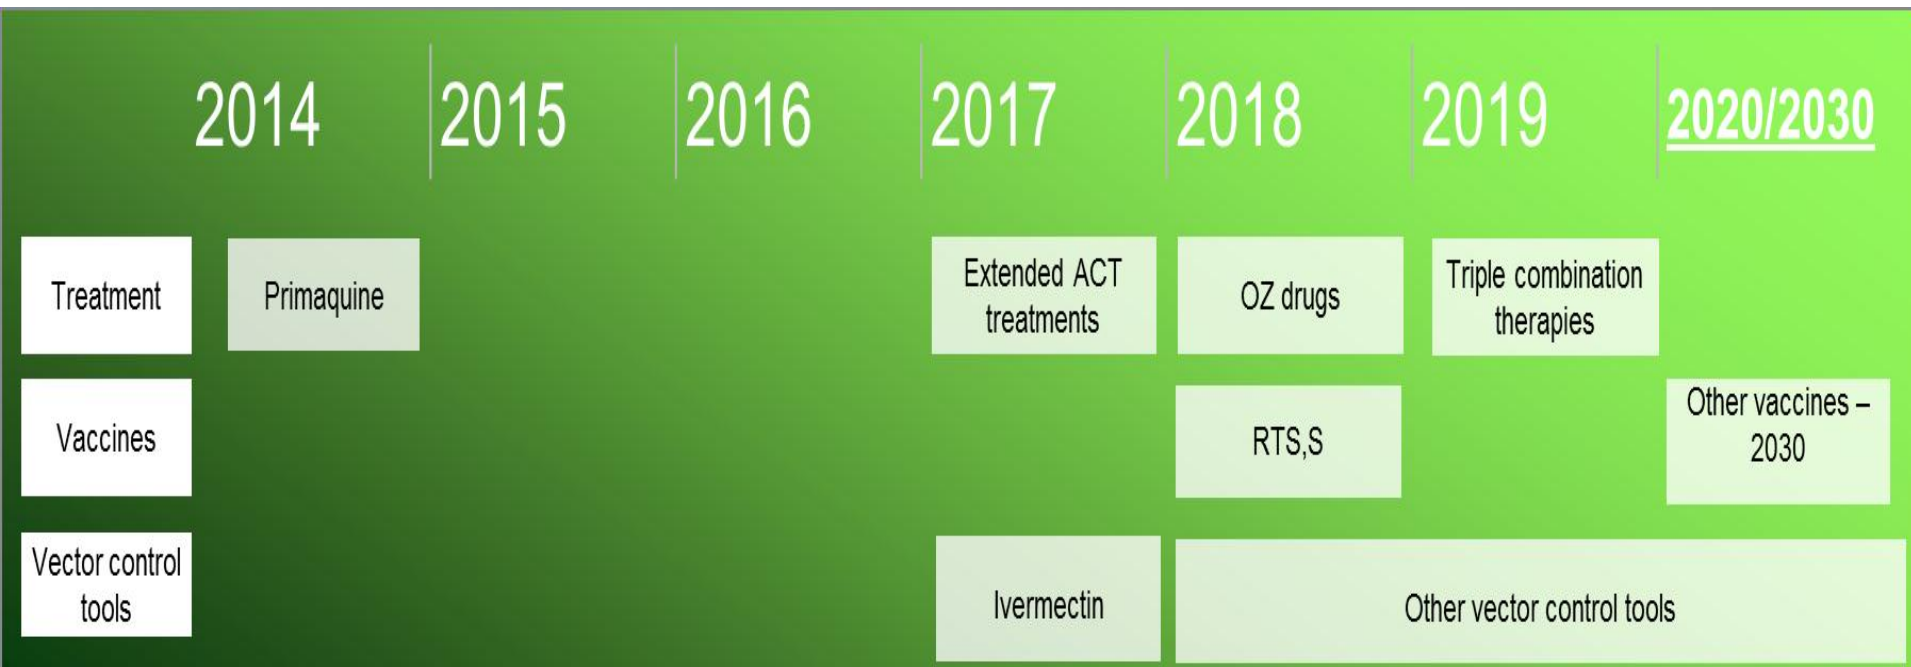 2014 2015 2016 2017 2018 2019 2020/2030
Treatment
Primaquine
Extended ACT
treatments
OZ drugs
Triple combination
therapies
Vaccines
RTS,S
Other vaccines –
2030
Vector control
tools
Ivermectin
Other vector control tools